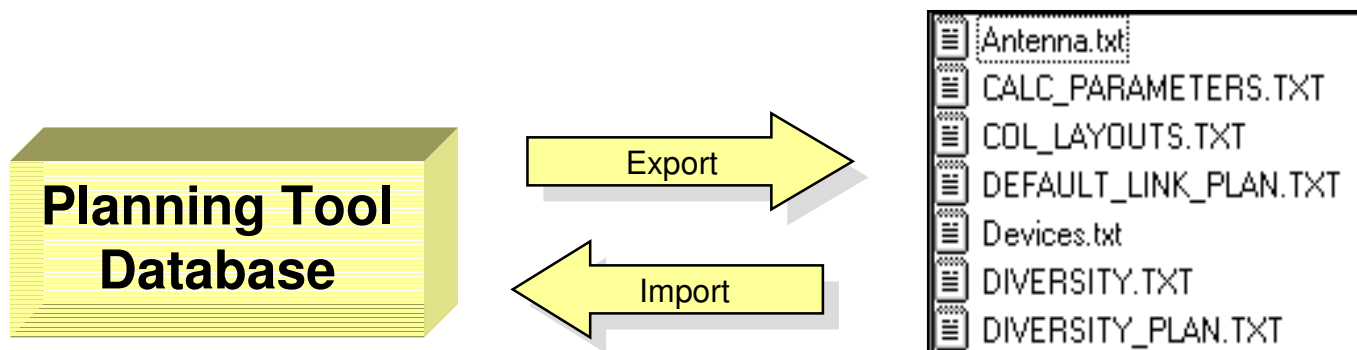 Planning Tool
Database
Export
Import
Antenna.txt
CALC_PARAMETERS.TXT
COL_LAYOUTS.TXT
DEFAULT_LINK_PLAN.TXT
Devices.txt
DIVERSITY.TXT
DIVERSITY_PLAN.TXT